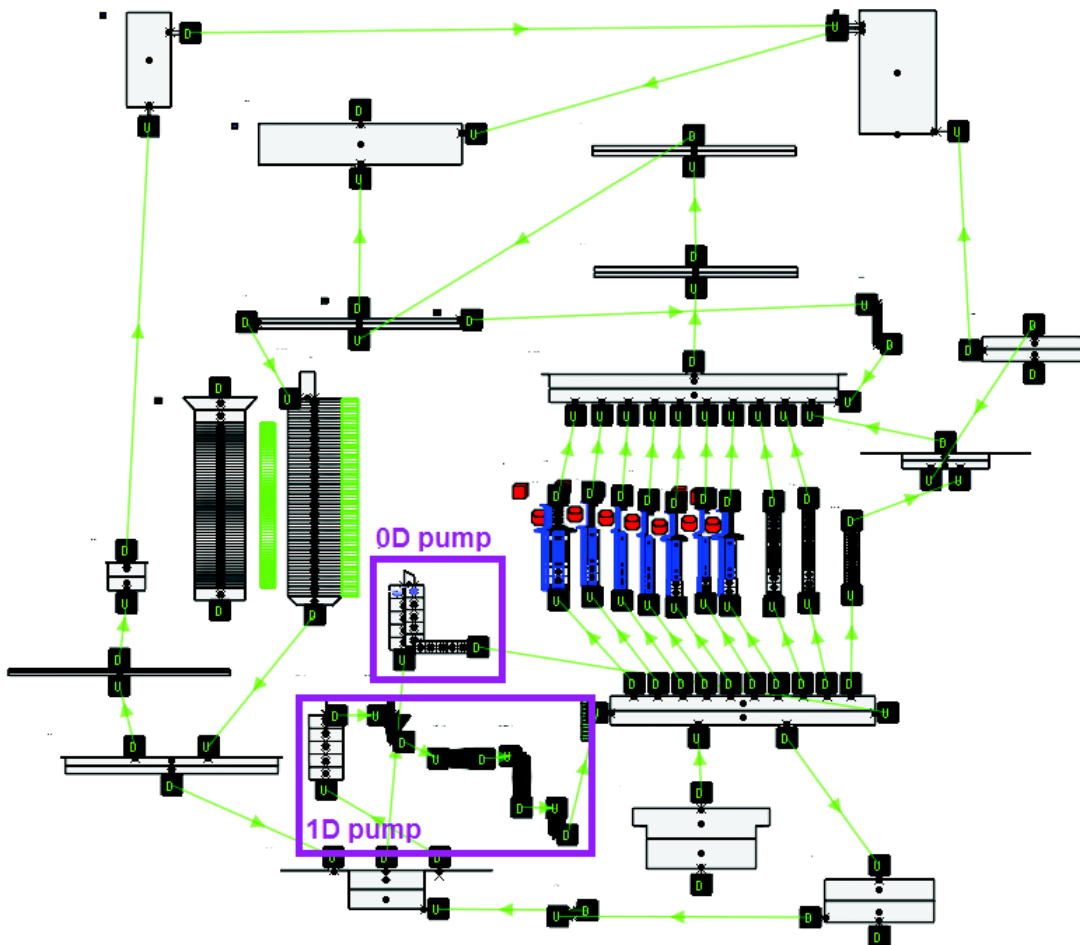 D U
D
U U D U
U U
D
U
D U
D D D
U D D
D D
D U U
U U U U U U U U U U
D
U U
D D D D D D D D D D
0D pump
D
U D D U U U U U U U U U U
D
D U
U D D D D D D D D D D
D U U U
D U D
D U
U D U
D U D
D U
1D pump D
D D D U
D
U U D D
D